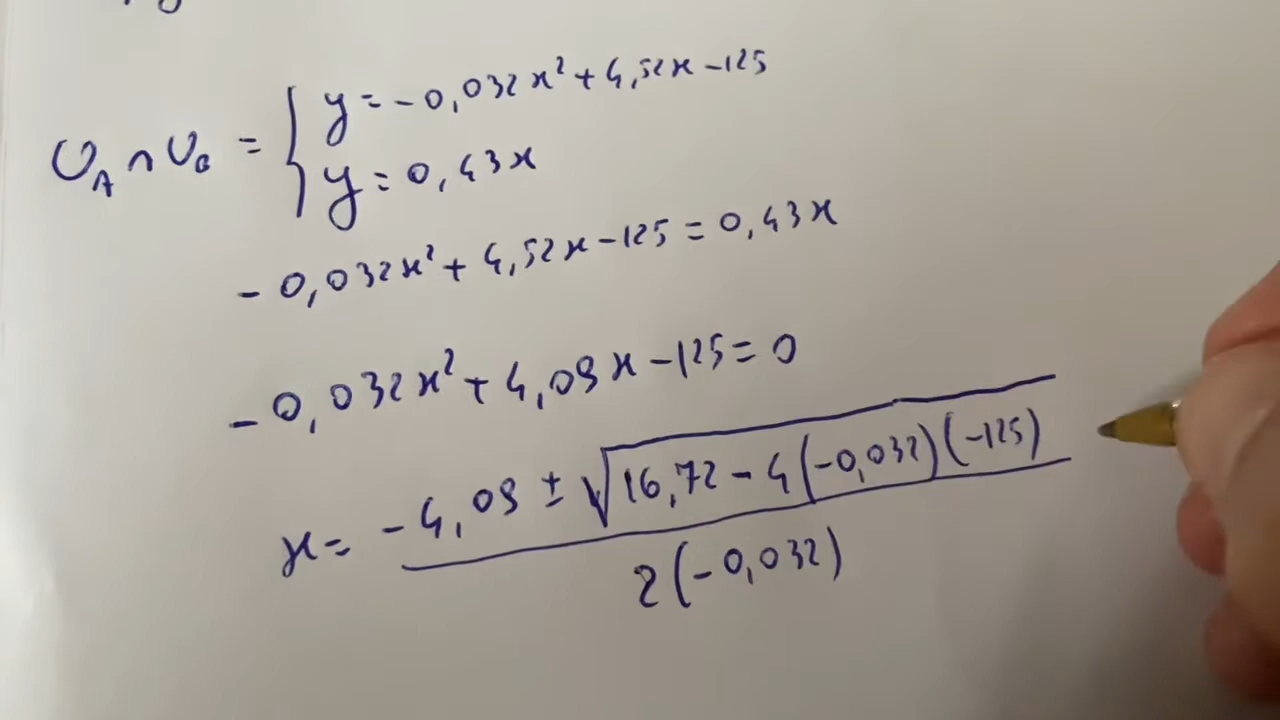 U_A ∩ U_B = { y = -0,032x² + 4,52x - 125
y = 0,43x
-0,032x² + 4,52x - 125 = 0,43x
-0,032x² + 4,09x - 125 = 0
x = (-4,09 ± √(16,72 - 4(-0,032)(-125))) / 2(-0,032)